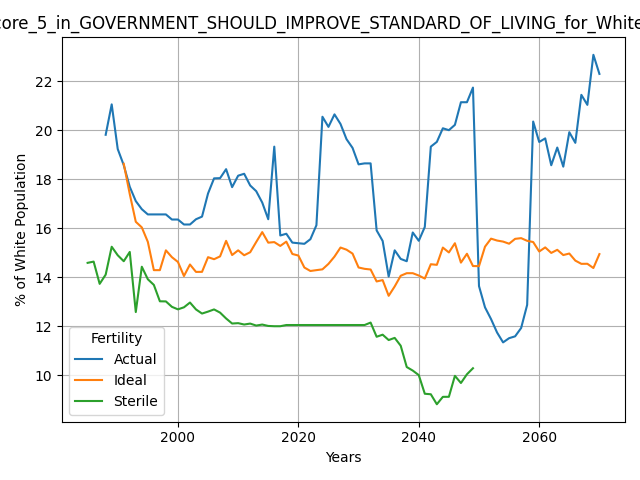 core_5_in_GOVERNMENT_SHOULD_IMPROVE_STANDARD_OF_LIVING_for_White
% of White Population
22
20
18
16
14
12
10
Fertility
Actual
Ideal
Sterile
2000
2020
2040
2060
Years